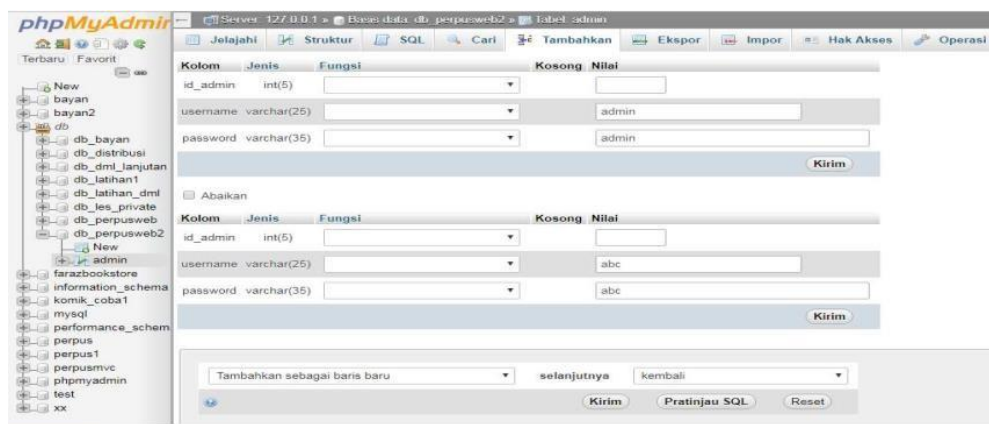 phpMyAdmin
Server: 127.0.0.1 » Basis data: db_perpusweb2 » Tabel: admin
Jelajahi Struktur SQL Cari Tambahkan Ekspor Impor Hak Akses Operasi
Terbaru Favorit
New
bayan
bayan2
db
db_bayan
db_distribusi
db_dml_lanjutan
db_latihan1
db_latihan_dml
db_les_private
db_perpusweb
db_perpusweb2
New
admin
farazbookstore
information_schema
komik_coba1
mysql
performance_schem
perpus
perpus1
perpusmvc
phpmyadmin
test
xx
Kolom Jenis Fungsi Kosong Nilai
id_admin int(5)
username varchar(25) admin
password varchar(35) admin
Kirim
Abaikan
Kolom Jenis Fungsi Kosong Nilai
id_admin int(5)
username varchar(25) abc
password varchar(35) abc
Kirim
Tambahkan sebagai baris baru selanjutnya kembali
Kirim Pratinjau SQL Reset